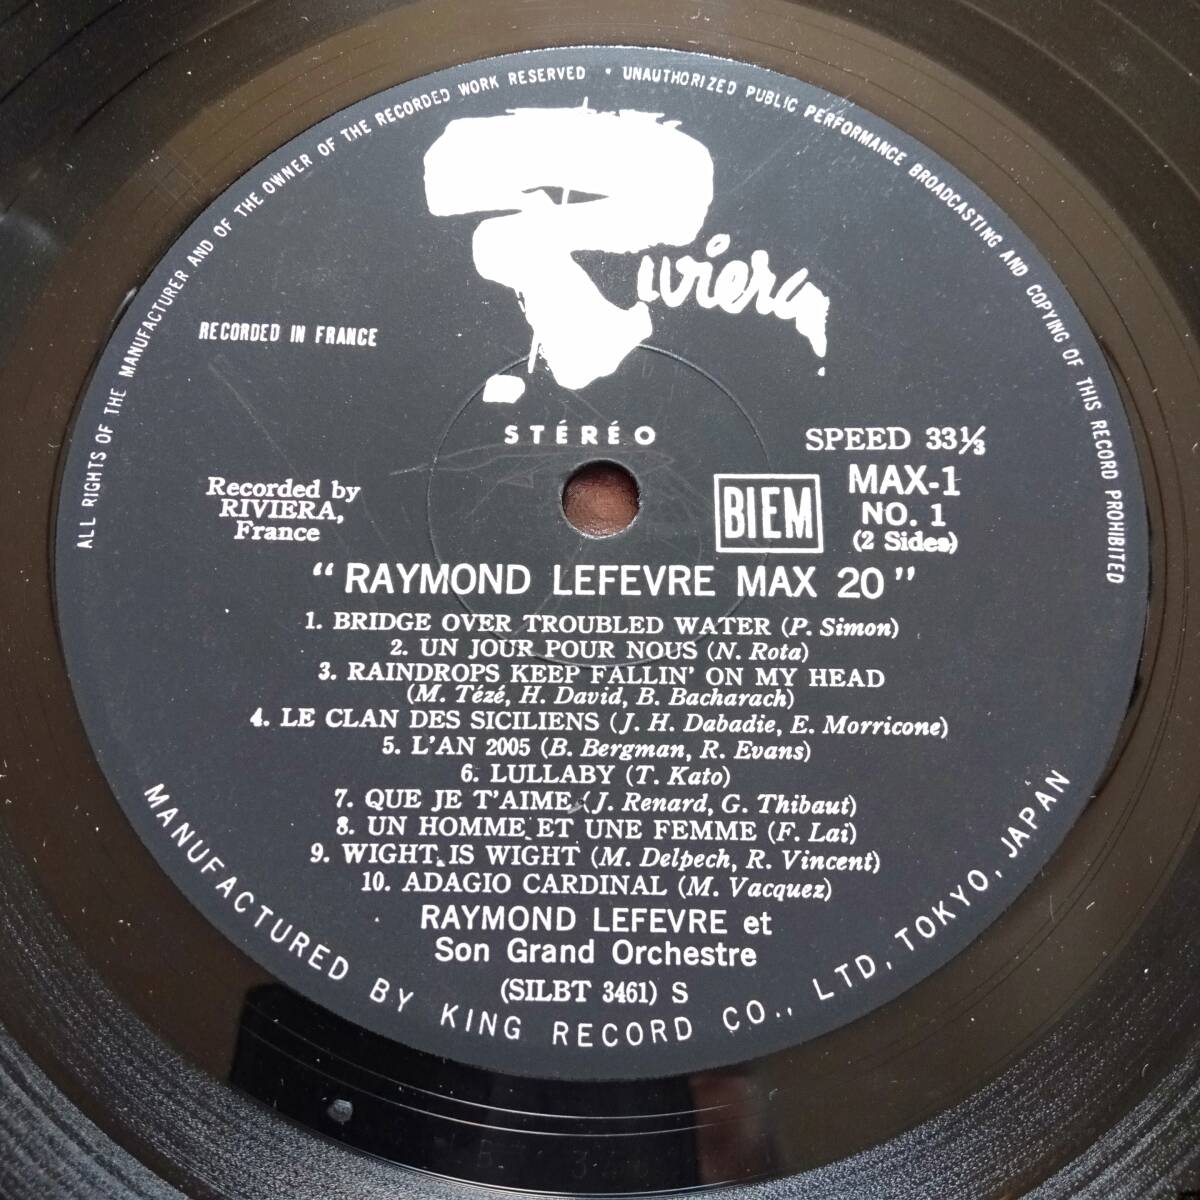 ALL RIGHTS OF THE MANUFACTURER AND OF THE OWNER OF THE RECORDED WORK RESERVED • UNAUTHORIZED PUBLIC PERFORMANCE BROADCASTING AND COPYING OF THIS RECORD PROHIBITED
Riviera
RECORDED IN FRANCE
STÉRÉO
SPEED 33⅓
Recorded by
RIVIERA,
France
BIEM
MAX-1
NO. 1
(2 Sides)
"RAYMOND LEFEVRE MAX 20"
1. BRIDGE OVER TROUBLED WATER (P. Simon)
2. UN JOUR POUR NOUS (N. Rota)
3. RAINDROPS KEEP FALLIN' ON MY HEAD
(M. Tézé, H. David, B. Bacharach)
4. LE CLAN DES SICILIENS (J. H. Dabadie, E. Morricone)
5. L'AN 2005 (B. Bergman, R. Evans)
6. LULLABY (T. Kato)
7. QUE JE T'AIME (J. Renard, G. Thibaut)
8. UN HOMME ET UNE FEMME (F. Lai)
9. WIGHT IS WIGHT (M. Delpech, R. Vincent)
10. ADAGIO CARDINAL (M. Vacquez)
RAYMOND LEFEVRE et
Son Grand Orchestre
(SILBT 3461) S
MANUFACTURED BY KING RECORD CO., LTD, TOKYO, JAPAN